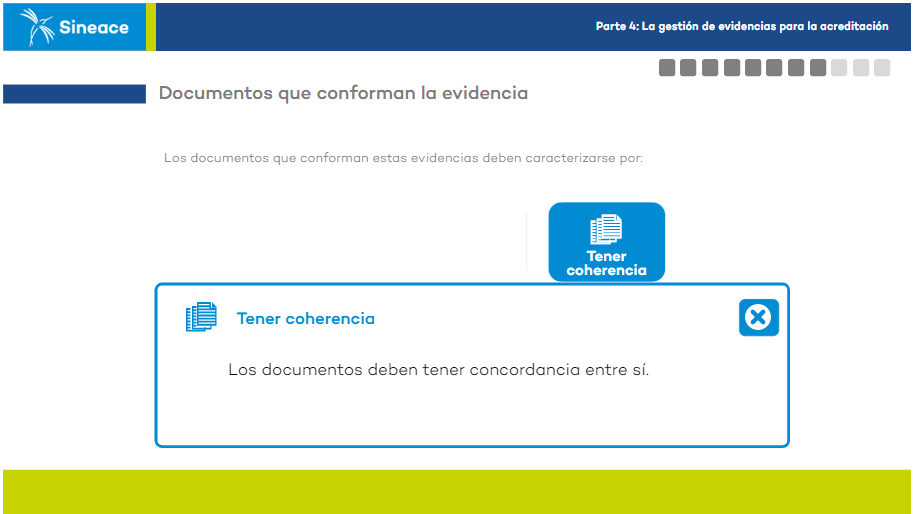 Sineace
Parte 4: La gestión de evidencias para la acreditación
Documentos que conforman la evidencia
Los documentos que conforman estas evidencias deben caracterizarse por:
Tener
coherencia
Tener coherencia
Los documentos deben tener concordancia entre sí.